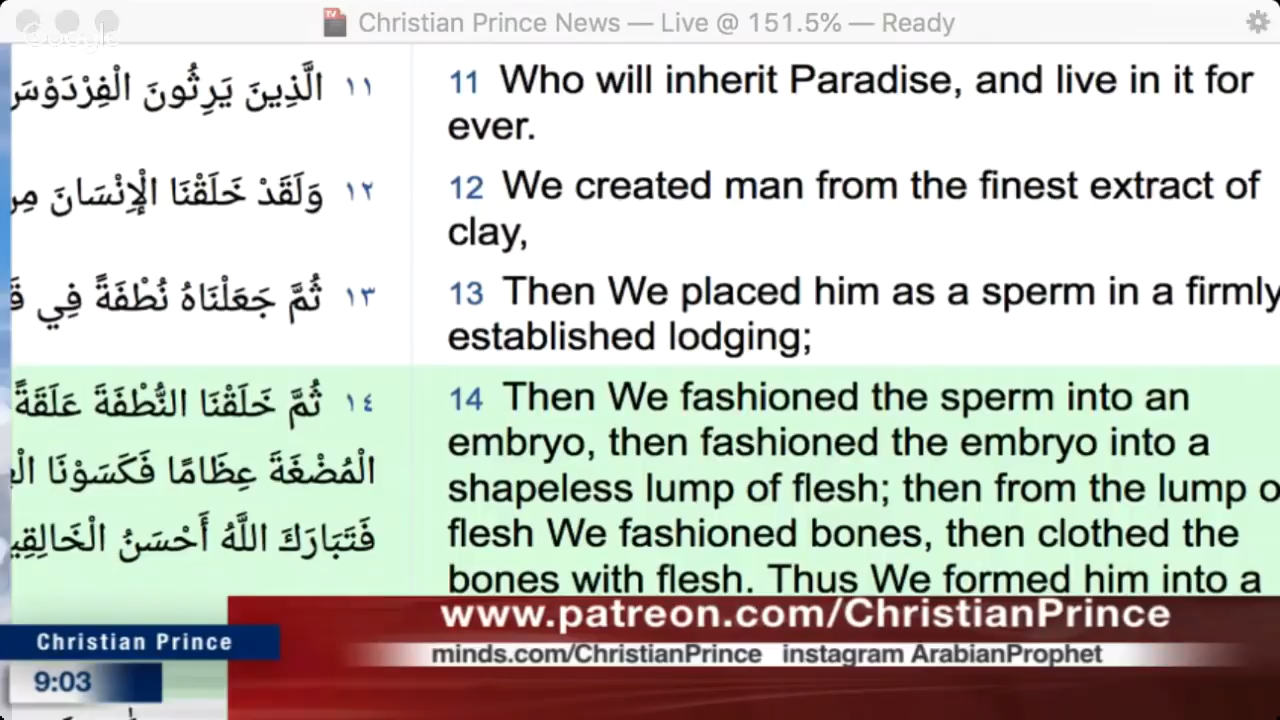 Christian Prince News — Live @ 151.5% — Ready
Google
١١ الَّذِينَ يَرِثُونَ الْفِرْدَوْسَ
11 Who will inherit Paradise, and live in it for
ever.
١٢ وَلَقَدْ خَلَقْنَا الْإِنْسَانَ
12 We created man from the finest extract of
clay,
١٣ ثُمَّ جَعَلْنَاهُ نُطْفَةً فِي
13 Then We placed him as a sperm in a firmly
established lodging;
١٤ ثُمَّ خَلَقْنَا النُّطْفَةَ عَلَقَةً
الْمُضْغَةَ عِظَامًا فَكَسَوْنَا
فَتَبَارَكَ اللَّهُ أَحْسَنُ
14 Then We fashioned the sperm into an
embryo, then fashioned the embryo into a
shapeless lump of flesh; then from the lump
flesh We fashioned bones, then clothed the
bones with flesh. Thus We formed him into a
www.patreon.com/ChristianPrince
Christian Prince
minds.com/ChristianPrince instagram ArabianProphet
9:03